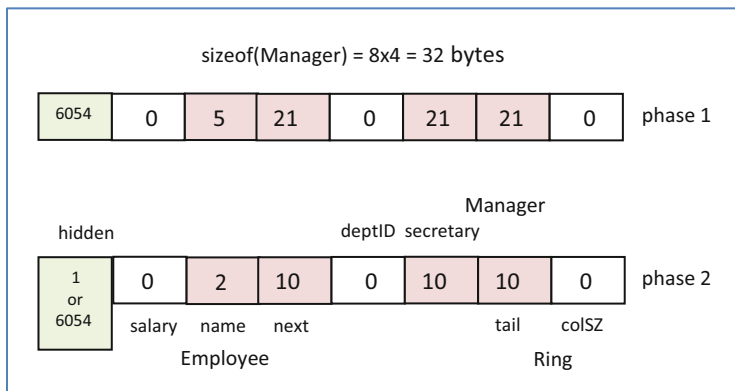 sizeof(Manager) = 8x4 = 32 bytes
6054 0 5 21 0 21 21 0 phase 1
Manager
hidden deptID secretary
1 or 6054 0 2 10 0 10 10 0 phase 2
salary name next tail colSZ
Employee Ring